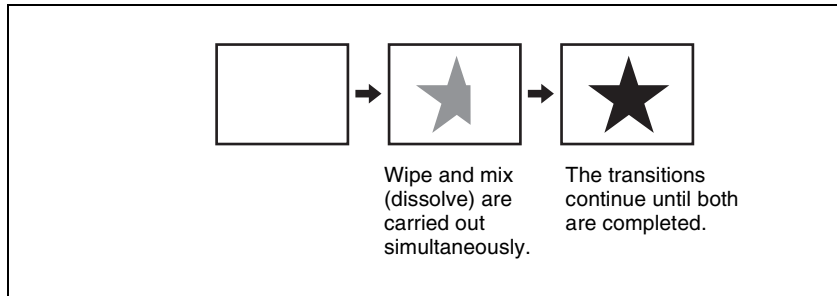 Wipe and mix
(dissolve) are
carried out
simultaneously.
The transitions
continue until both
are completed.